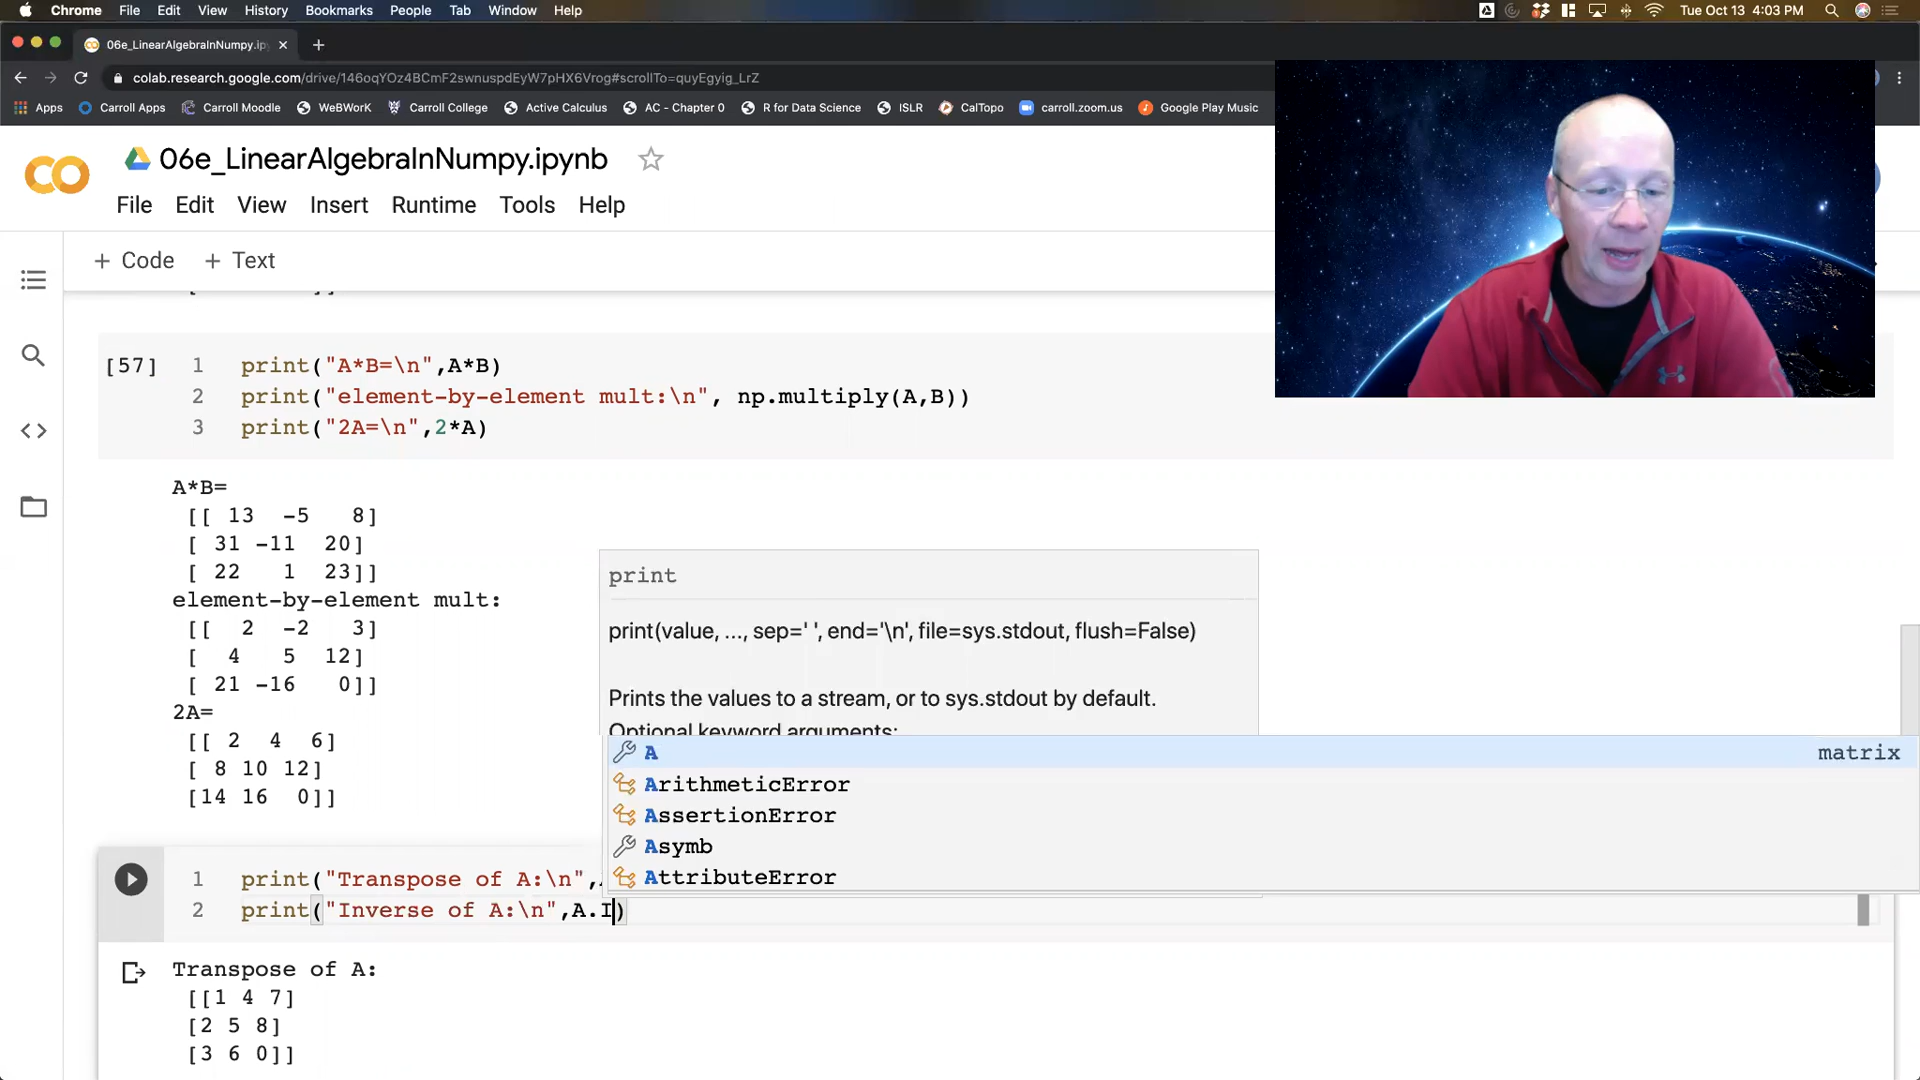 Chrome File Edit View History Bookmarks People Tab Window Help Tue Oct 13 4:03 PM
06e_LinearAlgebraInNumpy.ip
colab.research.google.com/drive/146oqYOz4BCmF2swnuspdEyW7pHX6Vrog#scrollTo=quyEgyig_LrZ
Apps Carroll Apps Carroll Moodle WeBWorK Carroll College Active Calculus AC - Chapter 0 R for Data Science ISLR CalTopo carroll.zoom.us Google Play Music
06e_LinearAlgebraInNumpy.ipynb
File Edit View Insert Runtime Tools Help
+ Code + Text
[57] 1 print("A*B=\n",A*B)
2 print("element-by-element mult:\n", np.multiply(A,B))
3 print("2A=\n",2*A)
A*B=
[[ 13 -5 8]
[ 31 -11 20]
[ 22 1 23]]
element-by-element mult:
[[ 2 -2 3]
[ 4 5 12]
[ 21 -16 0]]
2A=
[[ 2 4 6]
[ 8 10 12]
[14 16 0]]
print
print(value, ..., sep=' ', end='\n', file=sys.stdout, flush=False)
Prints the values to a stream, or to sys.stdout by default.
Optional keyword arguments:
A matrix
ArithmeticError
AssertionError
Asymb
AttributeError
1 print("Transpose of A:\n",
2 print("Inverse of A:\n",A.I)
Transpose of A:
[[1 4 7]
[2 5 8]
[3 6 0]]